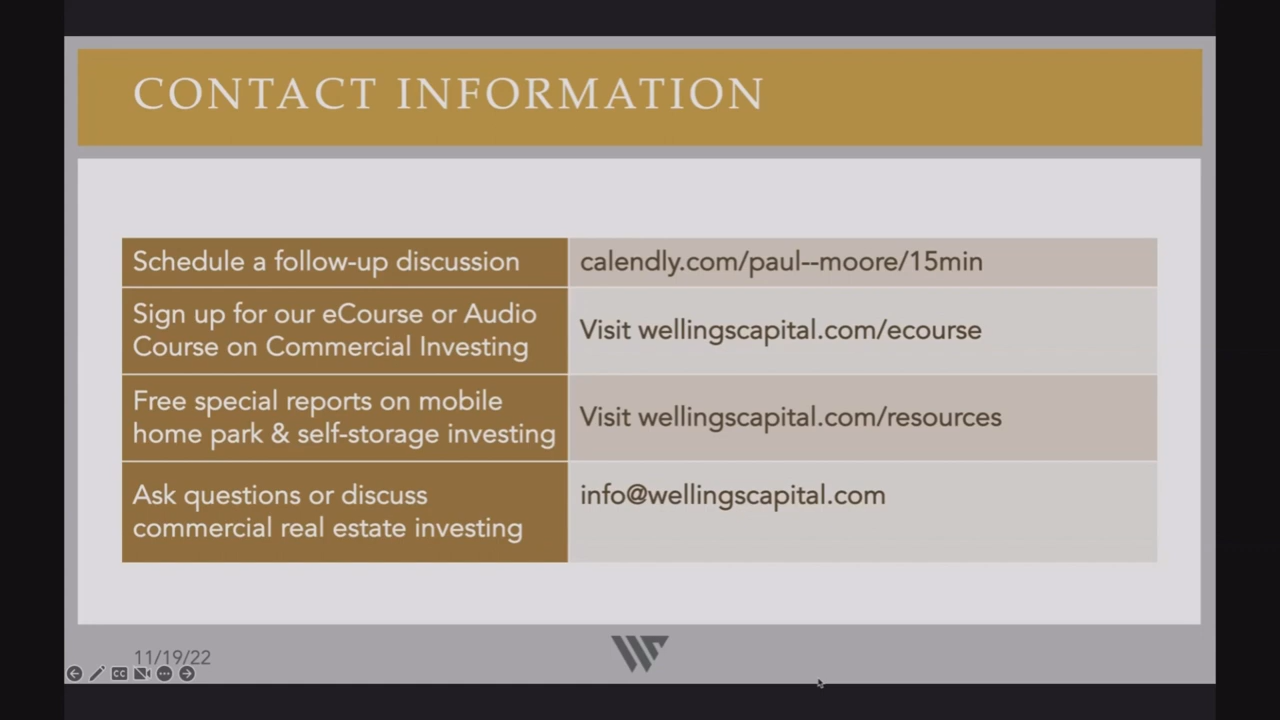 CONTACT INFORMATION
Schedule a follow-up discussion
calendly.com/paul--moore/15min
Sign up for our eCourse or Audio
Course on Commercial Investing
Visit wellingscapital.com/ecourse
Free special reports on mobile
home park & self-storage investing
Visit wellingscapital.com/resources
Ask questions or discuss
commercial real estate investing
info@wellingscapital.com
11/19/22
CC